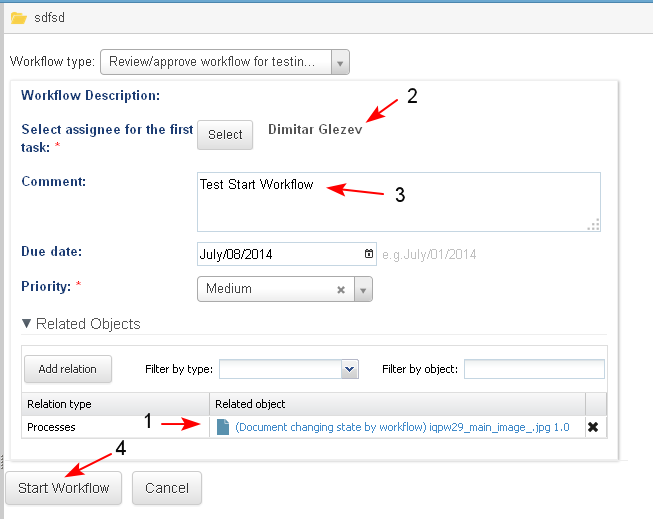 sdfsd
Workflow type: Review/approve workflow for testin...
Workflow Description:
2
Select assignee for the first task: * Select Dimitar Glezev
Comment: Test Start Workflow
3
Due date: July/08/2014 e.g.July/01/2014
Priority: * Medium
Related Objects
Add relation Filter by type: Filter by object:
Relation type Related object
Processes 1 (Document changing state by workflow) iqpw29_main_image_.jpg 1.0
4
Start Workflow Cancel